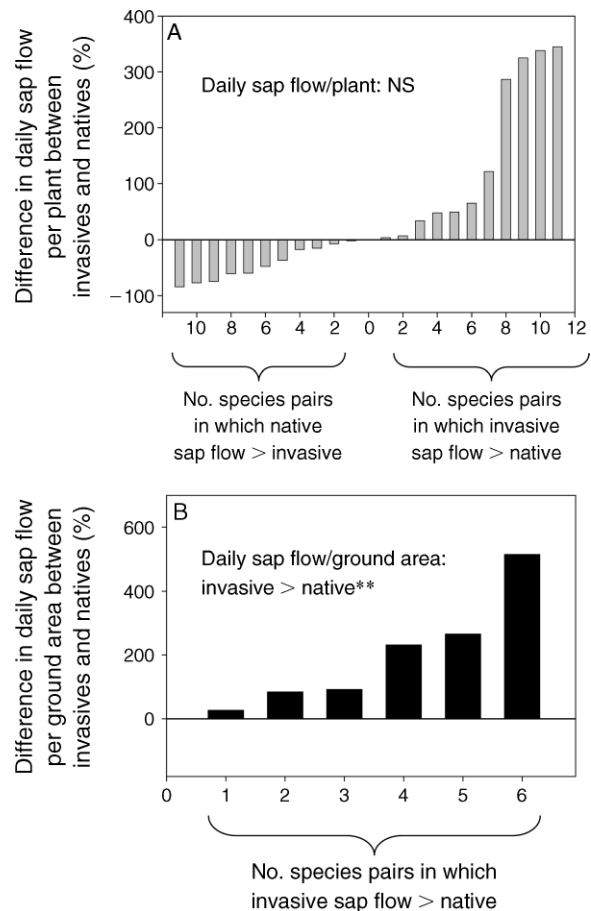 A
Difference in daily sap flow
per plant between
invasives and natives (%)
400
300
200
100
0
−100
Daily sap flow/plant: NS
10 8 6 4 2 0 2 4 6 8 10 12
No. species pairs
in which native
sap flow > invasive
No. species pairs
in which invasive
sap flow > native
B
Difference in daily sap flow
per ground area between
invasives and natives (%)
600
400
200
0
Daily sap flow/ground area:
invasive > native**
0 1 2 3 4 5 6
No. species pairs in which
invasive sap flow > native